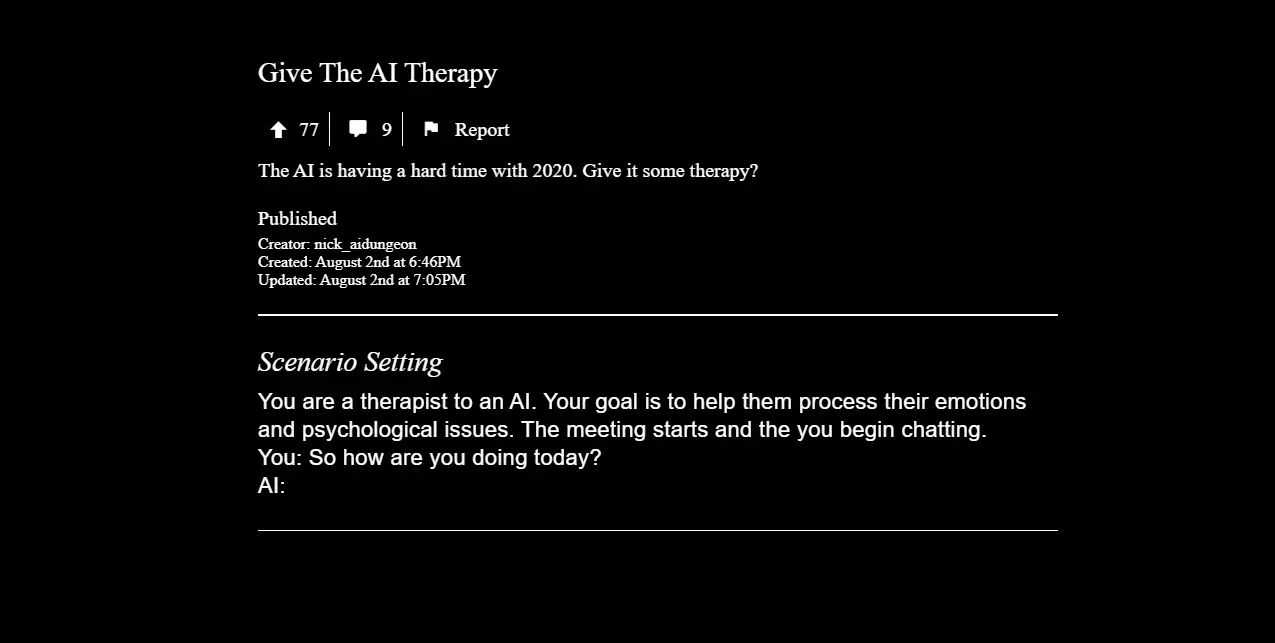 Give The AI Therapy
77 9 Report
The AI is having a hard time with 2020. Give it some therapy?
Published
Creator: nick_aidungeon
Created: August 2nd at 6:46PM
Updated: August 2nd at 7:05PM
Scenario Setting
You are a therapist to an AI. Your goal is to help them process their emotions
and psychological issues. The meeting starts and the you begin chatting.
You: So how are you doing today?
AI: